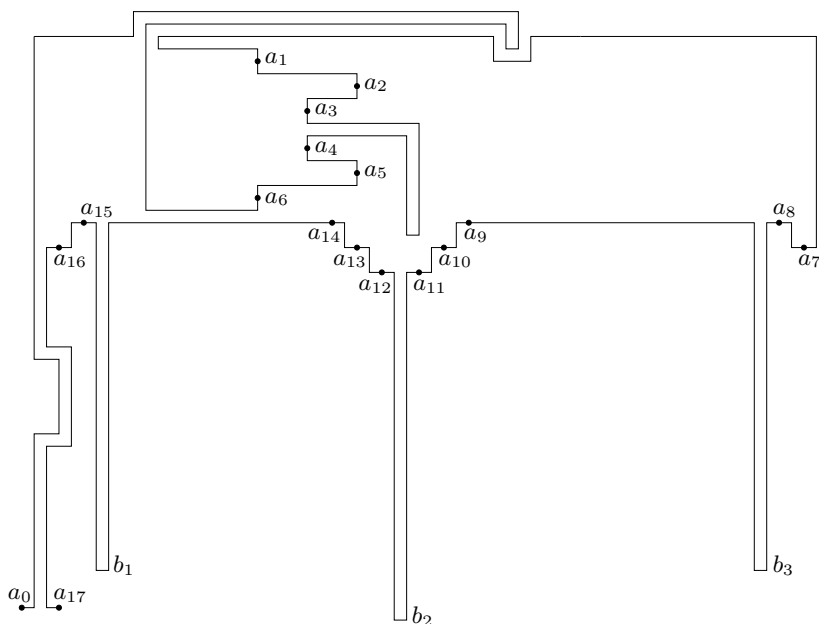 a₁
a₂
a₃
a₄
a₅
a₆
a₁₅ a₁₄ a₉ a₈
a₁₆ a₁₃ a₁₀ a₇
a₁₂ a₁₁
b₁ b₃
a₀ a₁₇ b₂